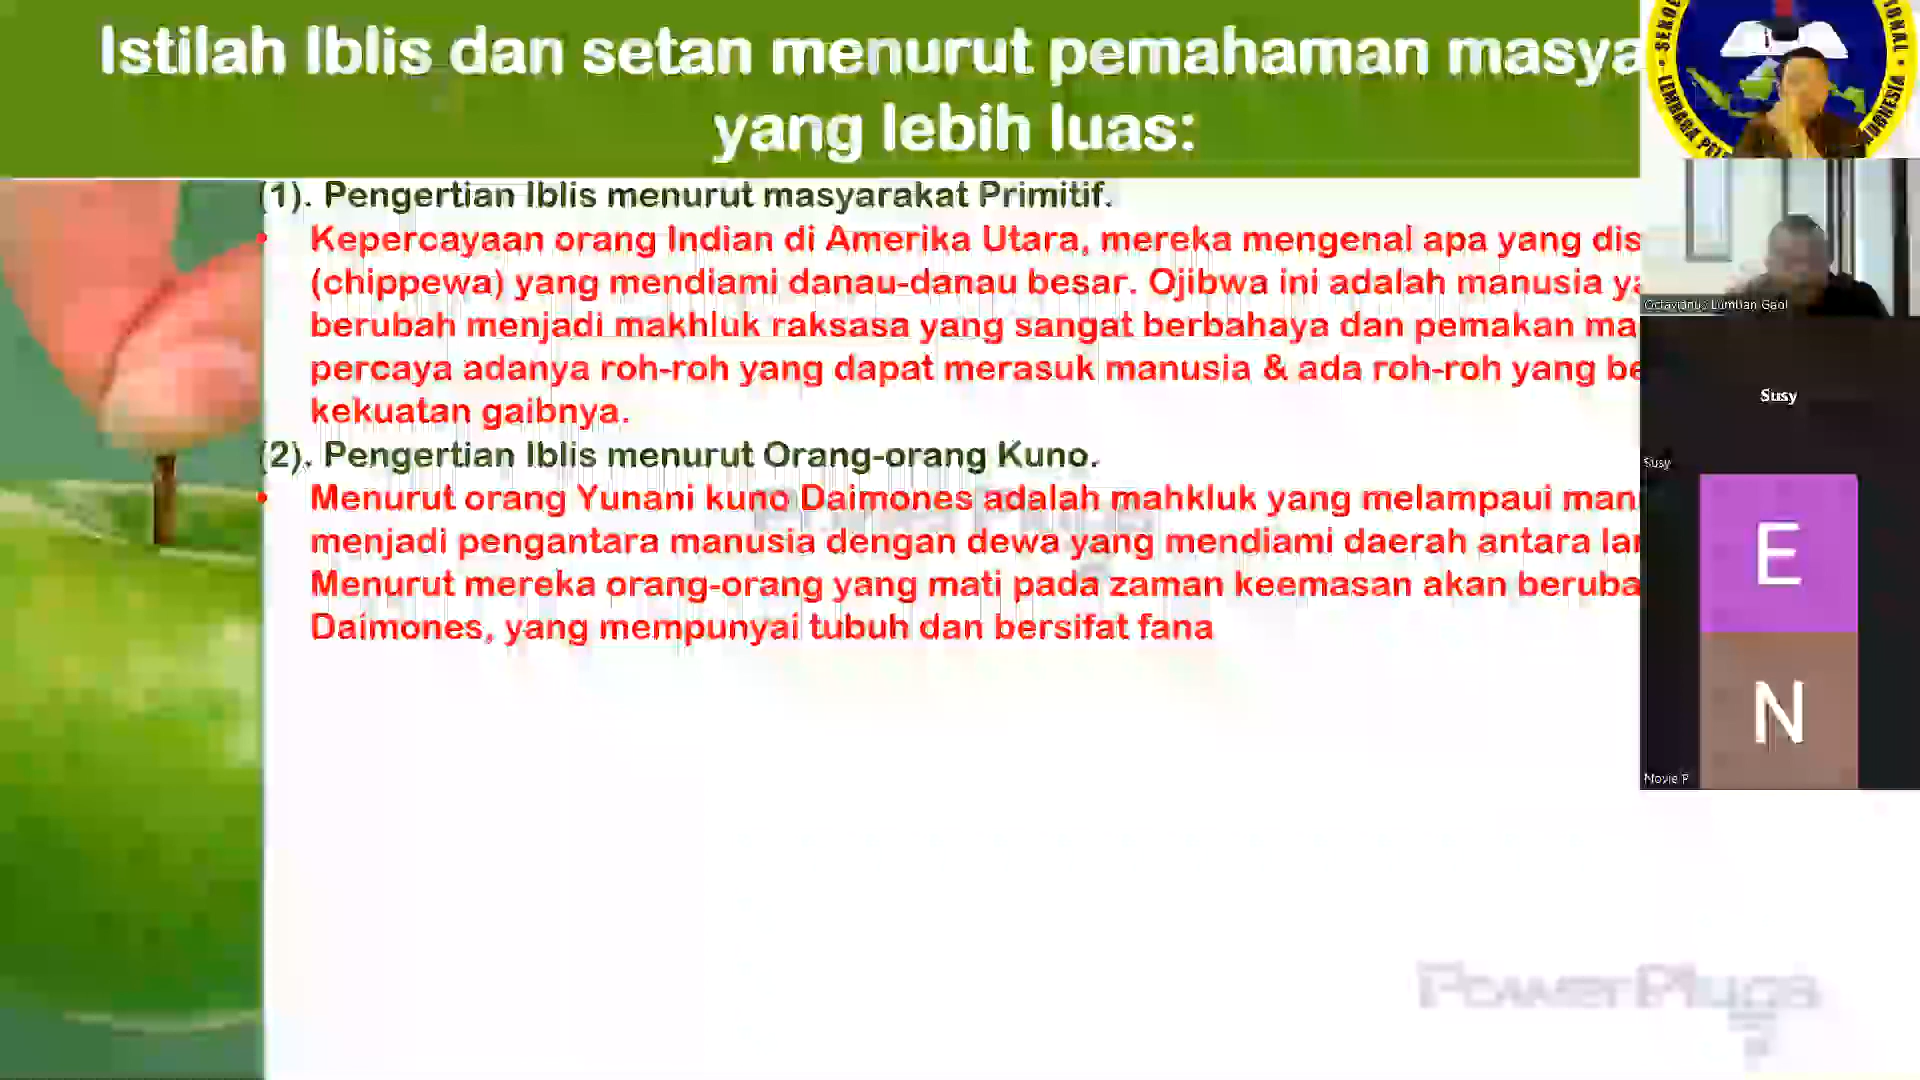 Istilah Iblis dan setan menurut pemahaman masya
yang lebih luas:
(1). Pengertian Iblis menurut masyarakat Primitif.
• Kepercayaan orang Indian di Amerika Utara, mereka mengenal apa yang dis
(chippewa) yang mendiami danau-danau besar. Ojibwa ini adalah manusia ya
berubah menjadi makhluk raksasa yang sangat berbahaya dan pemakan ma
percaya adanya roh-roh yang dapat merasuk manusia & ada roh-roh yang be
kekuatan gaibnya.
(2). Pengertian Iblis menurut Orang-orang Kuno.
• Menurut orang Yunani kuno Daimones adalah mahkluk yang melampaui man
menjadi pengantara manusia dengan dewa yang mendiami daerah antara lan
Menurut mereka orang-orang yang mati pada zaman keemasan akan beruba
Daimones, yang mempunyai tubuh dan bersifat fana
PowerPlugs
LEMBAGA
Octavianus Lumban Gaol
Susy
Susy
E
N
Novie P